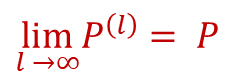 lim P⁽ˡ⁾ = P
l →∞